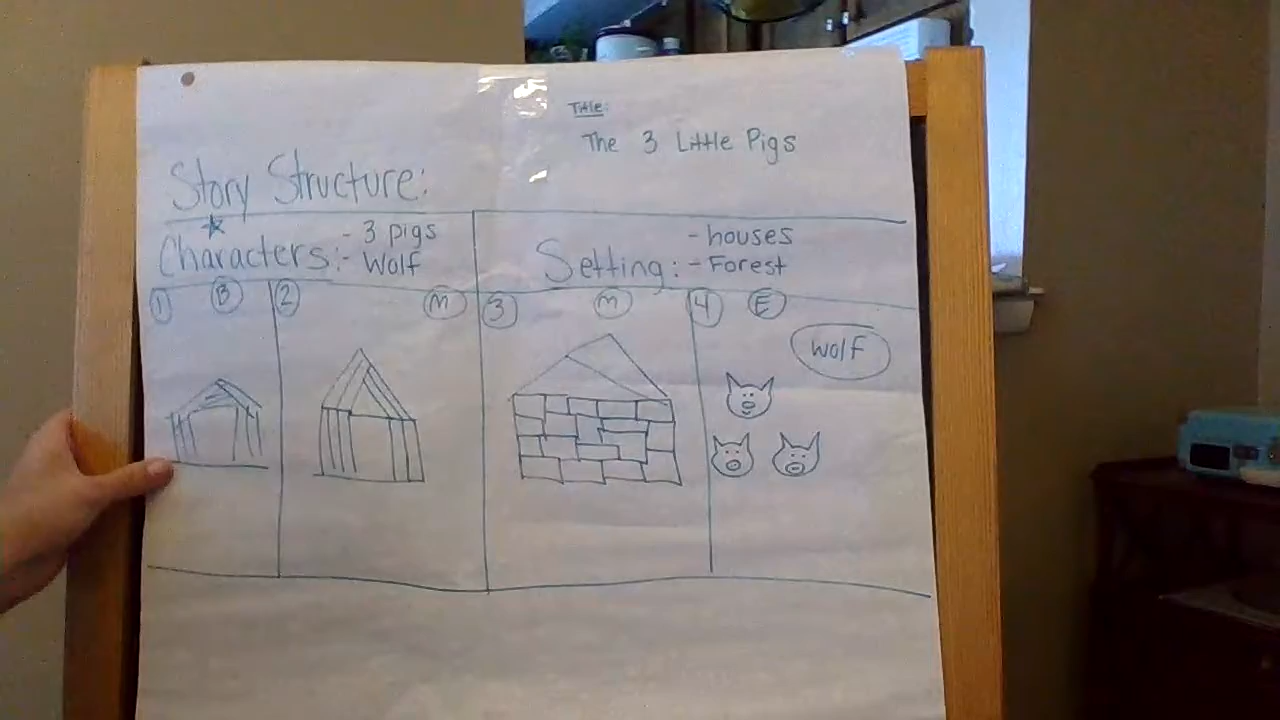 Title:
The 3 Little Pigs
Story Structure:
Characters: - 3 pigs
- Wolf
Setting: - houses
- Forest
1 B 2 M 3 M 4 E
wolf